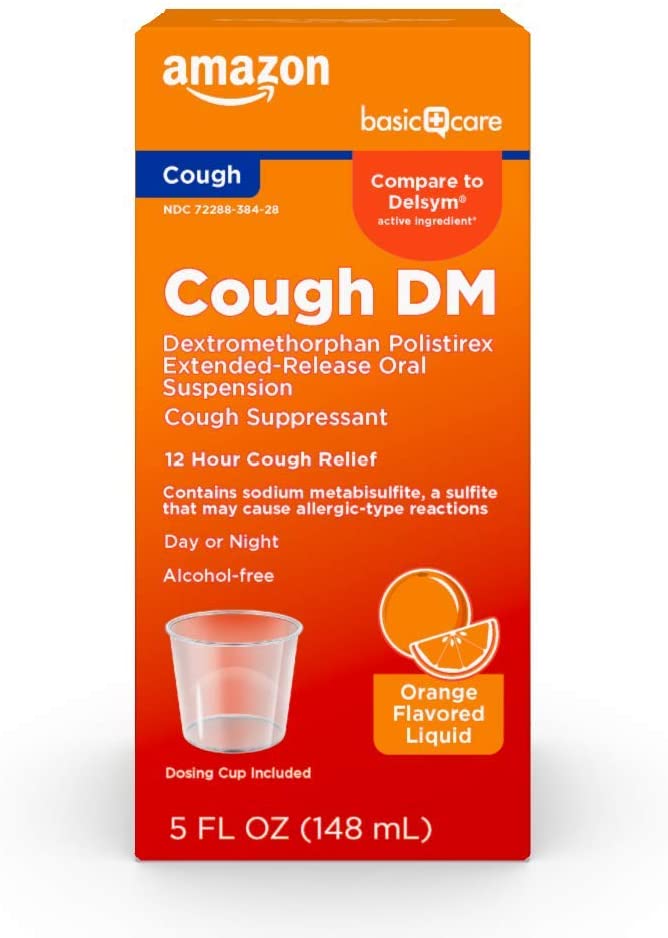 amazon
basic care
Cough
NDC 72288-384-28
Compare to
Delsym®
active ingredient*
Cough DM
Dextromethorphan Polistirex
Extended-Release Oral
Suspension
Cough Suppressant
12 Hour Cough Relief
Contains sodium metabisulfite, a sulfite
that may cause allergic-type reactions
Day or Night
Alcohol-free
Orange
Flavored
Liquid
Dosing Cup Included
5 FL OZ (148 mL)